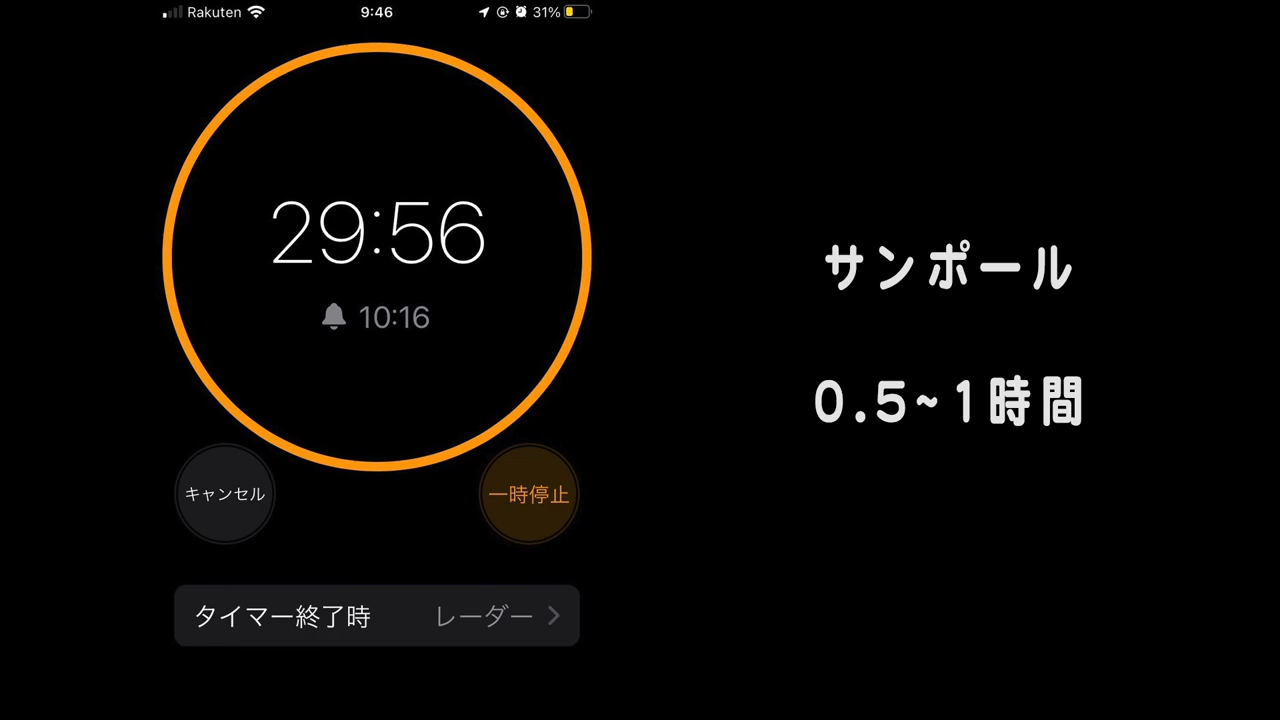 Rakuten 9:46 31%
29:56
10:16
キャンセル 一時停止
タイマー終了時 レーダー
サンポール
0.5~1時間